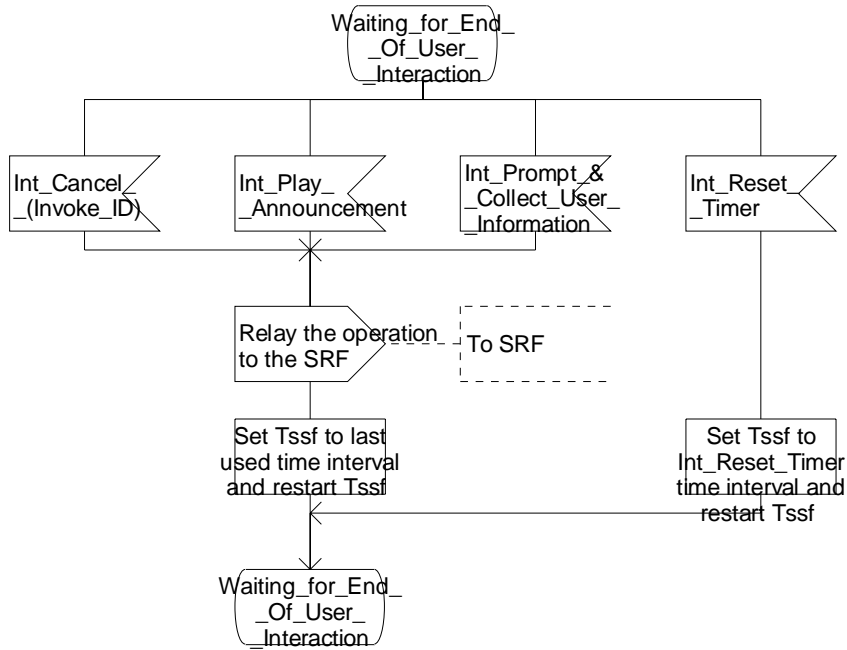 Waiting_for_End_
_Of_User_
_Interaction
Int_Cancel_
_(Invoke_ID)
Int_Play_
_Announcement
Int_Prompt_&
_Collect_User_
_Information
Int_Reset_
_Timer
Relay the operation
to the SRF
To SRF
Set Tssf to last
used time interval
and restart Tssf
Set Tssf to
Int_Reset_Timer
time interval and
restart Tssf
Waiting_for_End_
_Of_User_
_Interaction